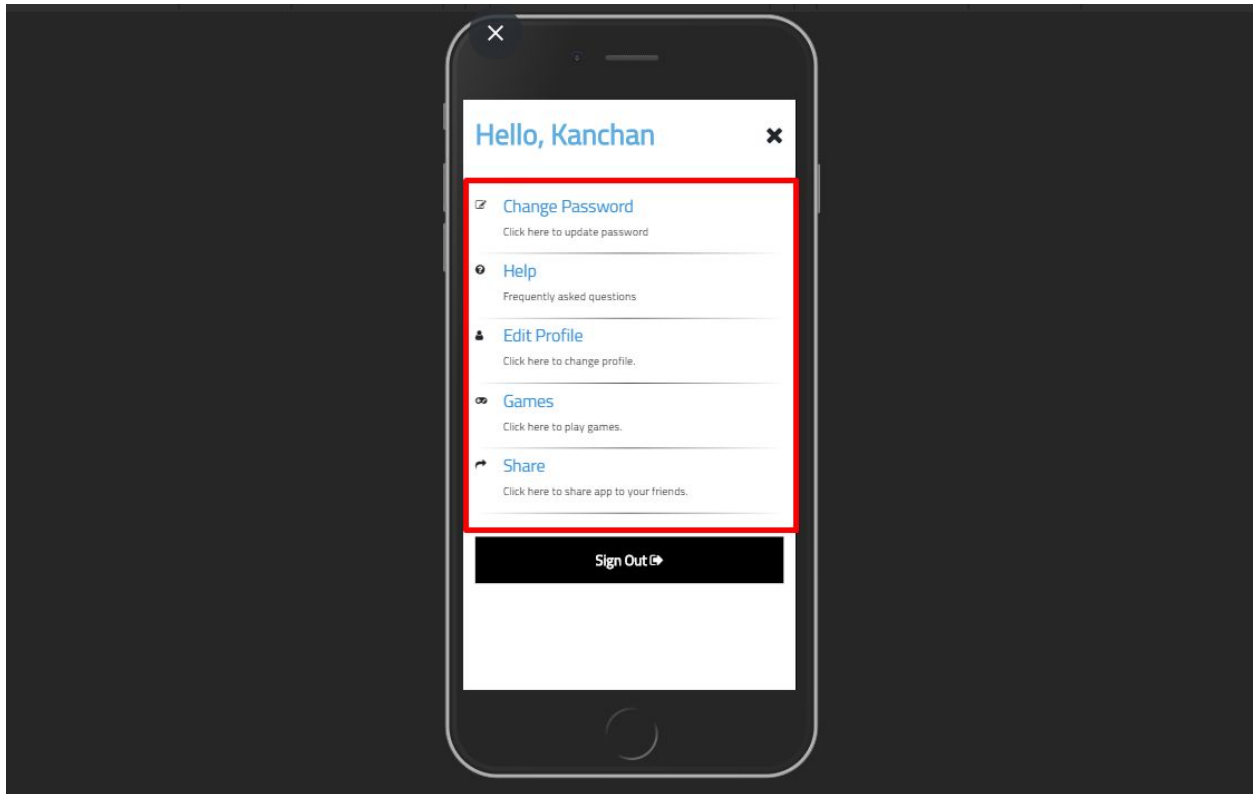 Hello, Kanchan
Change Password
Click here to update password
Help
Frequently asked questions
Edit Profile
Click here to change profile.
Games
Click here to play games.
Share
Click here to share app to your friends.
Sign Out